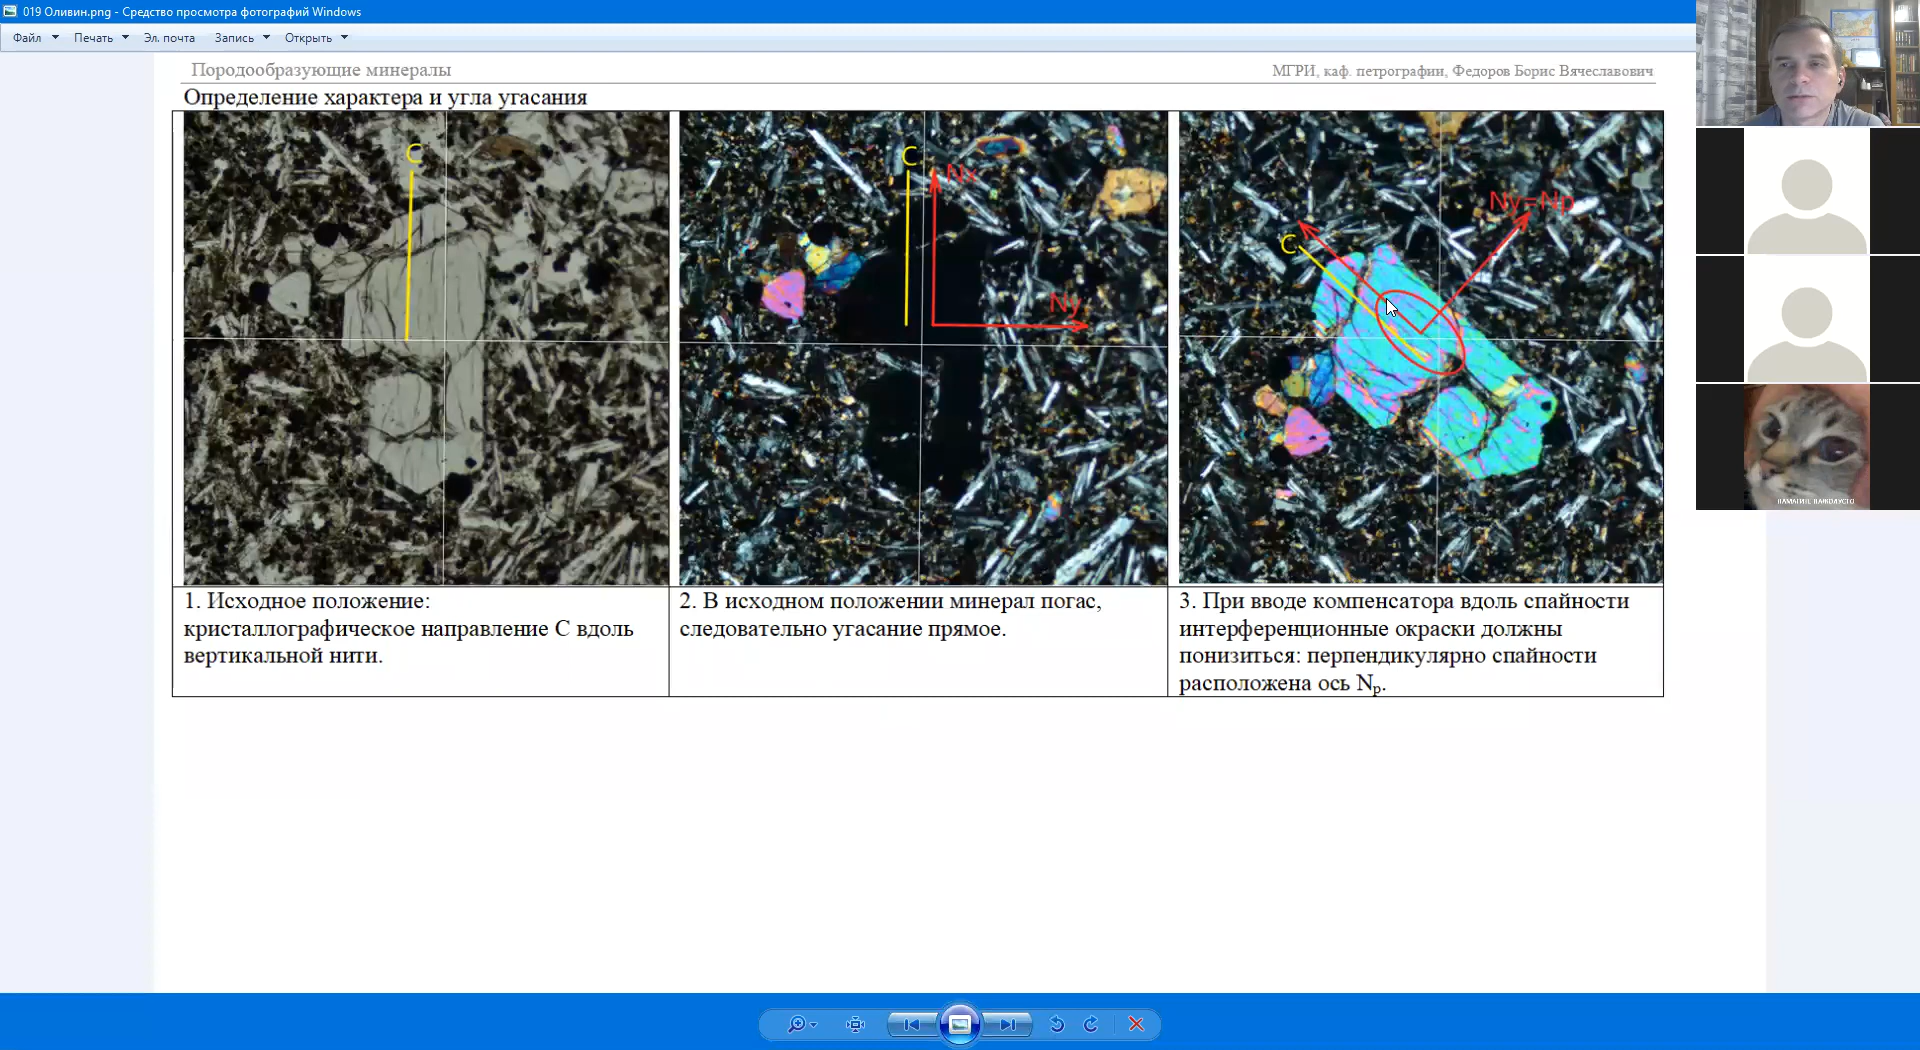 019 Оливин.png - Средство просмотра фотографий Windows
Файл Печать Эл. почта Запись Открыть
Породообразующие минералы
МГРИ, каф. петрографии, Федоров Борис Вячеславович
Определение характера и угла угасания
C
C
Nx
Ny
C
Ny=Np
1. Исходное положение:
кристаллографическое направление С вдоль
вертикальной нити.
2. В исходном положении минерал погас,
следовательно угасание прямое.
3. При вводе компенсатора вдоль спайности
интерференционные окраски должны
понизиться: перпендикулярно спайности
расположена ось Np.
ПАМАГИТЕ ПАЖАЛУСТО